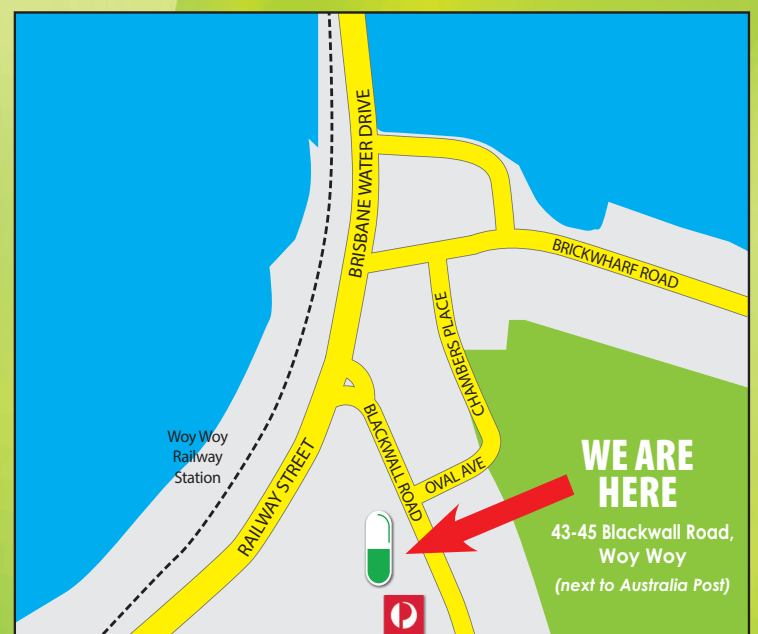 BRISBANE WATER DRIVE
BRICKWHARF ROAD
CHAMBERS PLACE
Woy Woy
Railway
Station
RAILWAY STREET
BLACKWALL ROAD
OVAL AVE
WE ARE
HERE
43-45 Blackwall Road,
Woy Woy
(next to Australia Post)